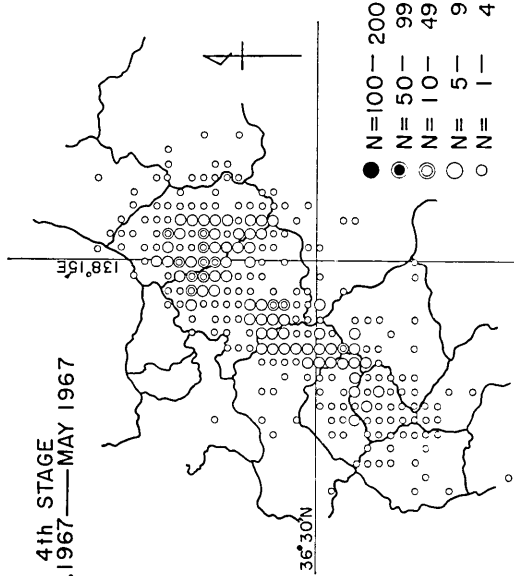 4th STAGE
.1967—MAY 1967
138°15'E
36°30'N
N=100—200
N=50—99
N=10—49
N=5—9
N=1—4